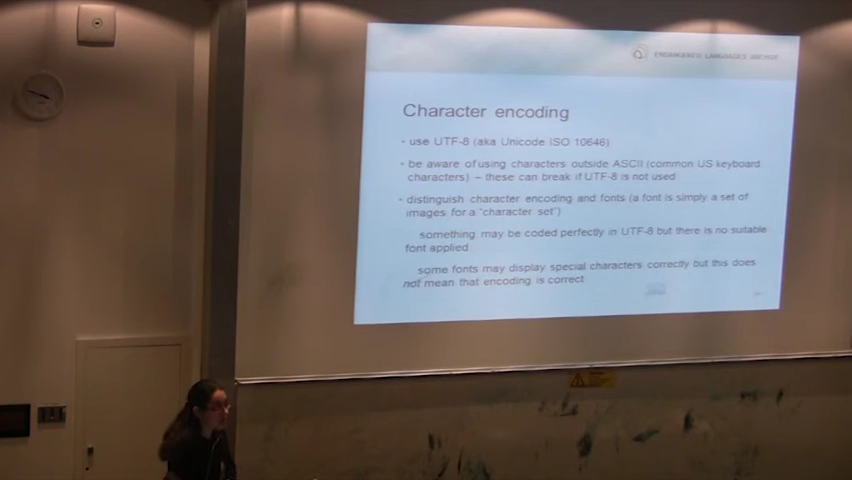 ENDANGERED LANGUAGES ARCHIVE
Character encoding
• use UTF-8 (aka Unicode ISO 10646)
• be aware of using characters outside ASCII (common US keyboard
characters) – these can break if UTF-8 is not used
• distinguish character encoding and fonts (a font is simply a set of
images for a "character set")
something may be coded perfectly in UTF-8 but there is no suitable
font applied
some fonts may display special characters correctly but this does
not mean that encoding is correct